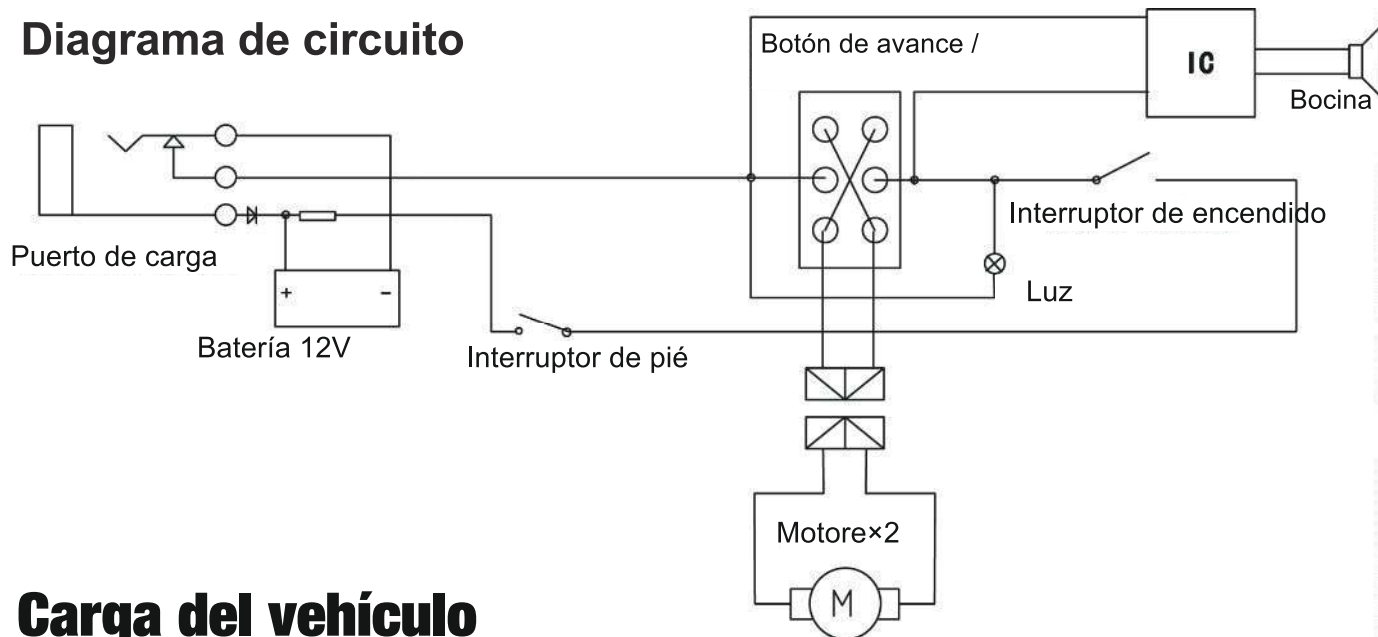 Diagrama de circuito
Botón de avance /
IC
Bocina
Interruptor de encendido
Puerto de carga
+ -
Luz
Batería 12V
Interruptor de pié
Motore×2
M
Carga del vehículo